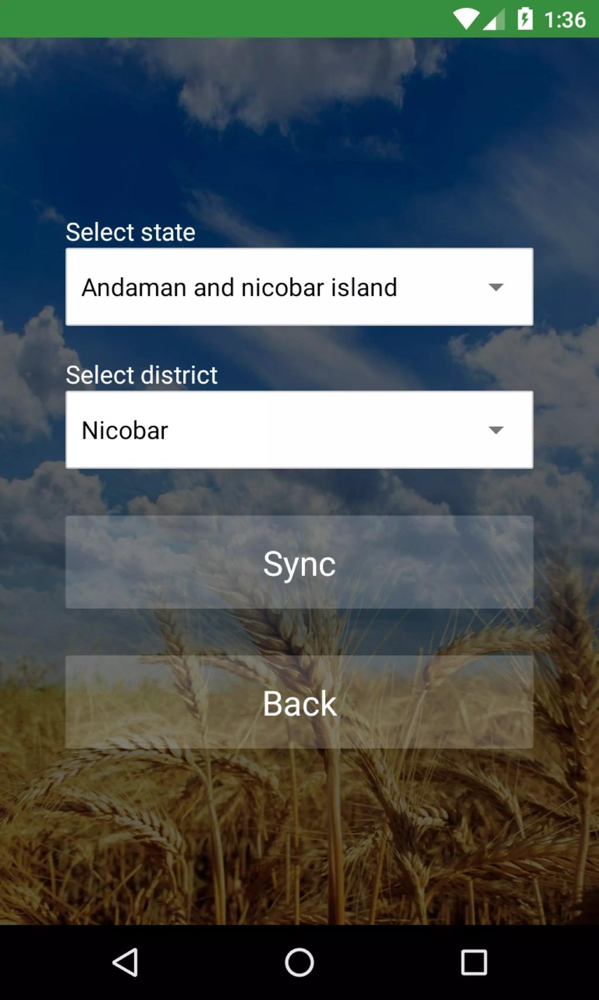 1:36
Select state
Andaman and nicobar island
Select district
Nicobar
Sync
Back